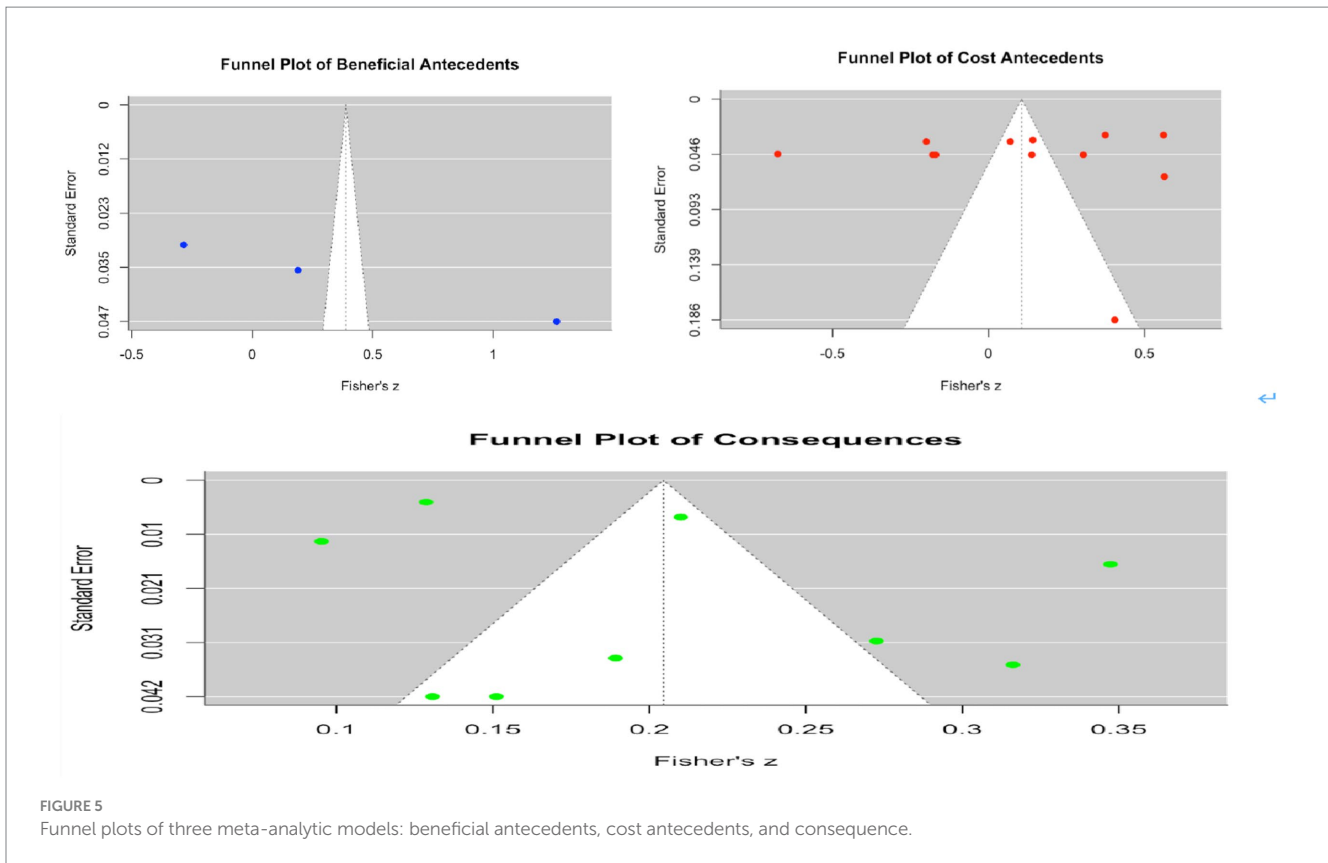 Funnel Plot of Beneficial Antecedents
Standard Error
0
0.012
0.023
0.035
0.047
-0.5
0
0.5
1
Fisher's z
Funnel Plot of Cost Antecedents
Standard Error
0
0.046
0.093
0.139
0.186
-0.5
0
0.5
Fisher's z
Funnel Plot of Consequences
Standard Error
0
0.01
0.021
0.031
0.042
0.1
0.15
0.2
0.25
0.3
0.35
Fisher's z
FIGURE 5
Funnel plots of three meta-analytic models: beneficial antecedents, cost antecedents, and consequence.